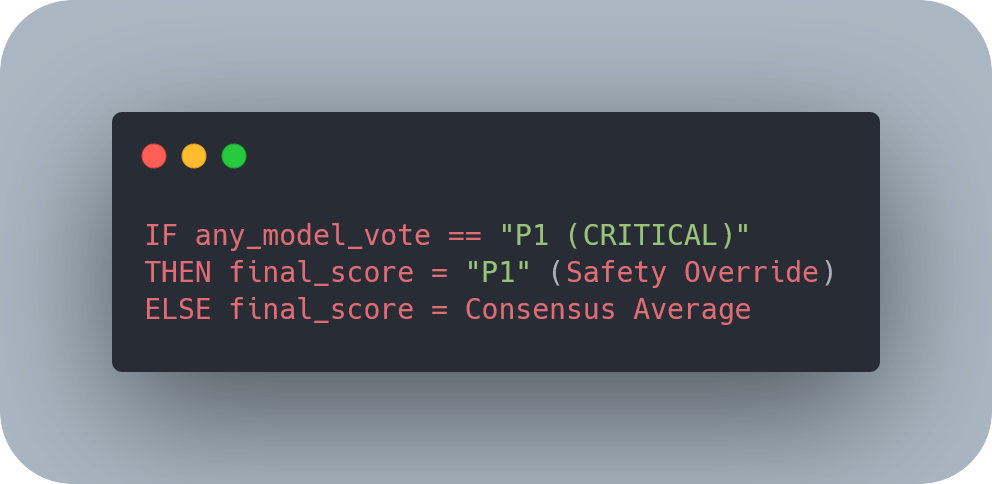 IF any_model_vote == "P1 (CRITICAL)"
THEN final_score = "P1" (Safety Override)
ELSE final_score = Consensus Average